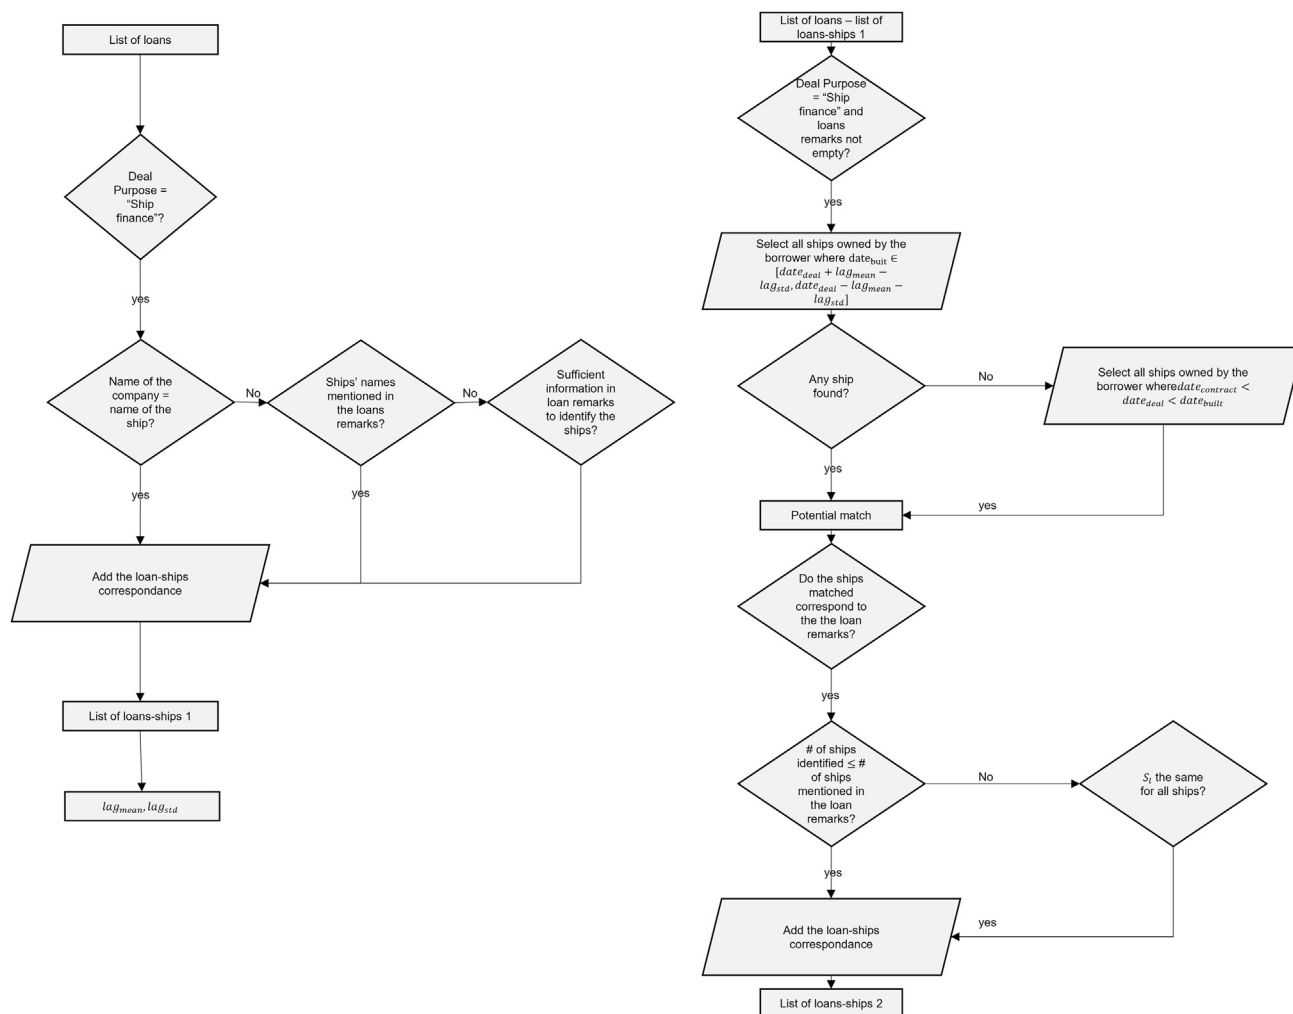 List of loans
Deal
Purpose =
“Ship
finance”?
yes
Name of the
company =
name of the
ship?
No
Ships’ names
mentioned in
the loans
remarks?
No
Sufficient
information in
loan remarks
to identify the
ships?
yes
yes
Add the loan-ships
correspondance
List of loans-ships 1
lag_mean, lag_std
List of loans – list of
loans-ships 1
Deal Purpose
= “Ship
finance” and
loans
remarks not
empty?
yes
Select all ships owned by the
borrower where date_buit ∈
[date_deal + lag_mean −
lag_std, date_deal − lag_mean −
lag_std]
Any ship
found?
No
Select all ships owned by the
borrower where date_contract <
date_deal < date_built
yes
yes
Potential match
Do the ships
matched
correspond to
the the loan
remarks?
yes
# of ships
identified ≤ #
of ships
mentioned in
the loan
remarks?
No
S_l the same
for all ships?
yes
yes
Add the loan-ships
correspondance
List of loans-ships 2